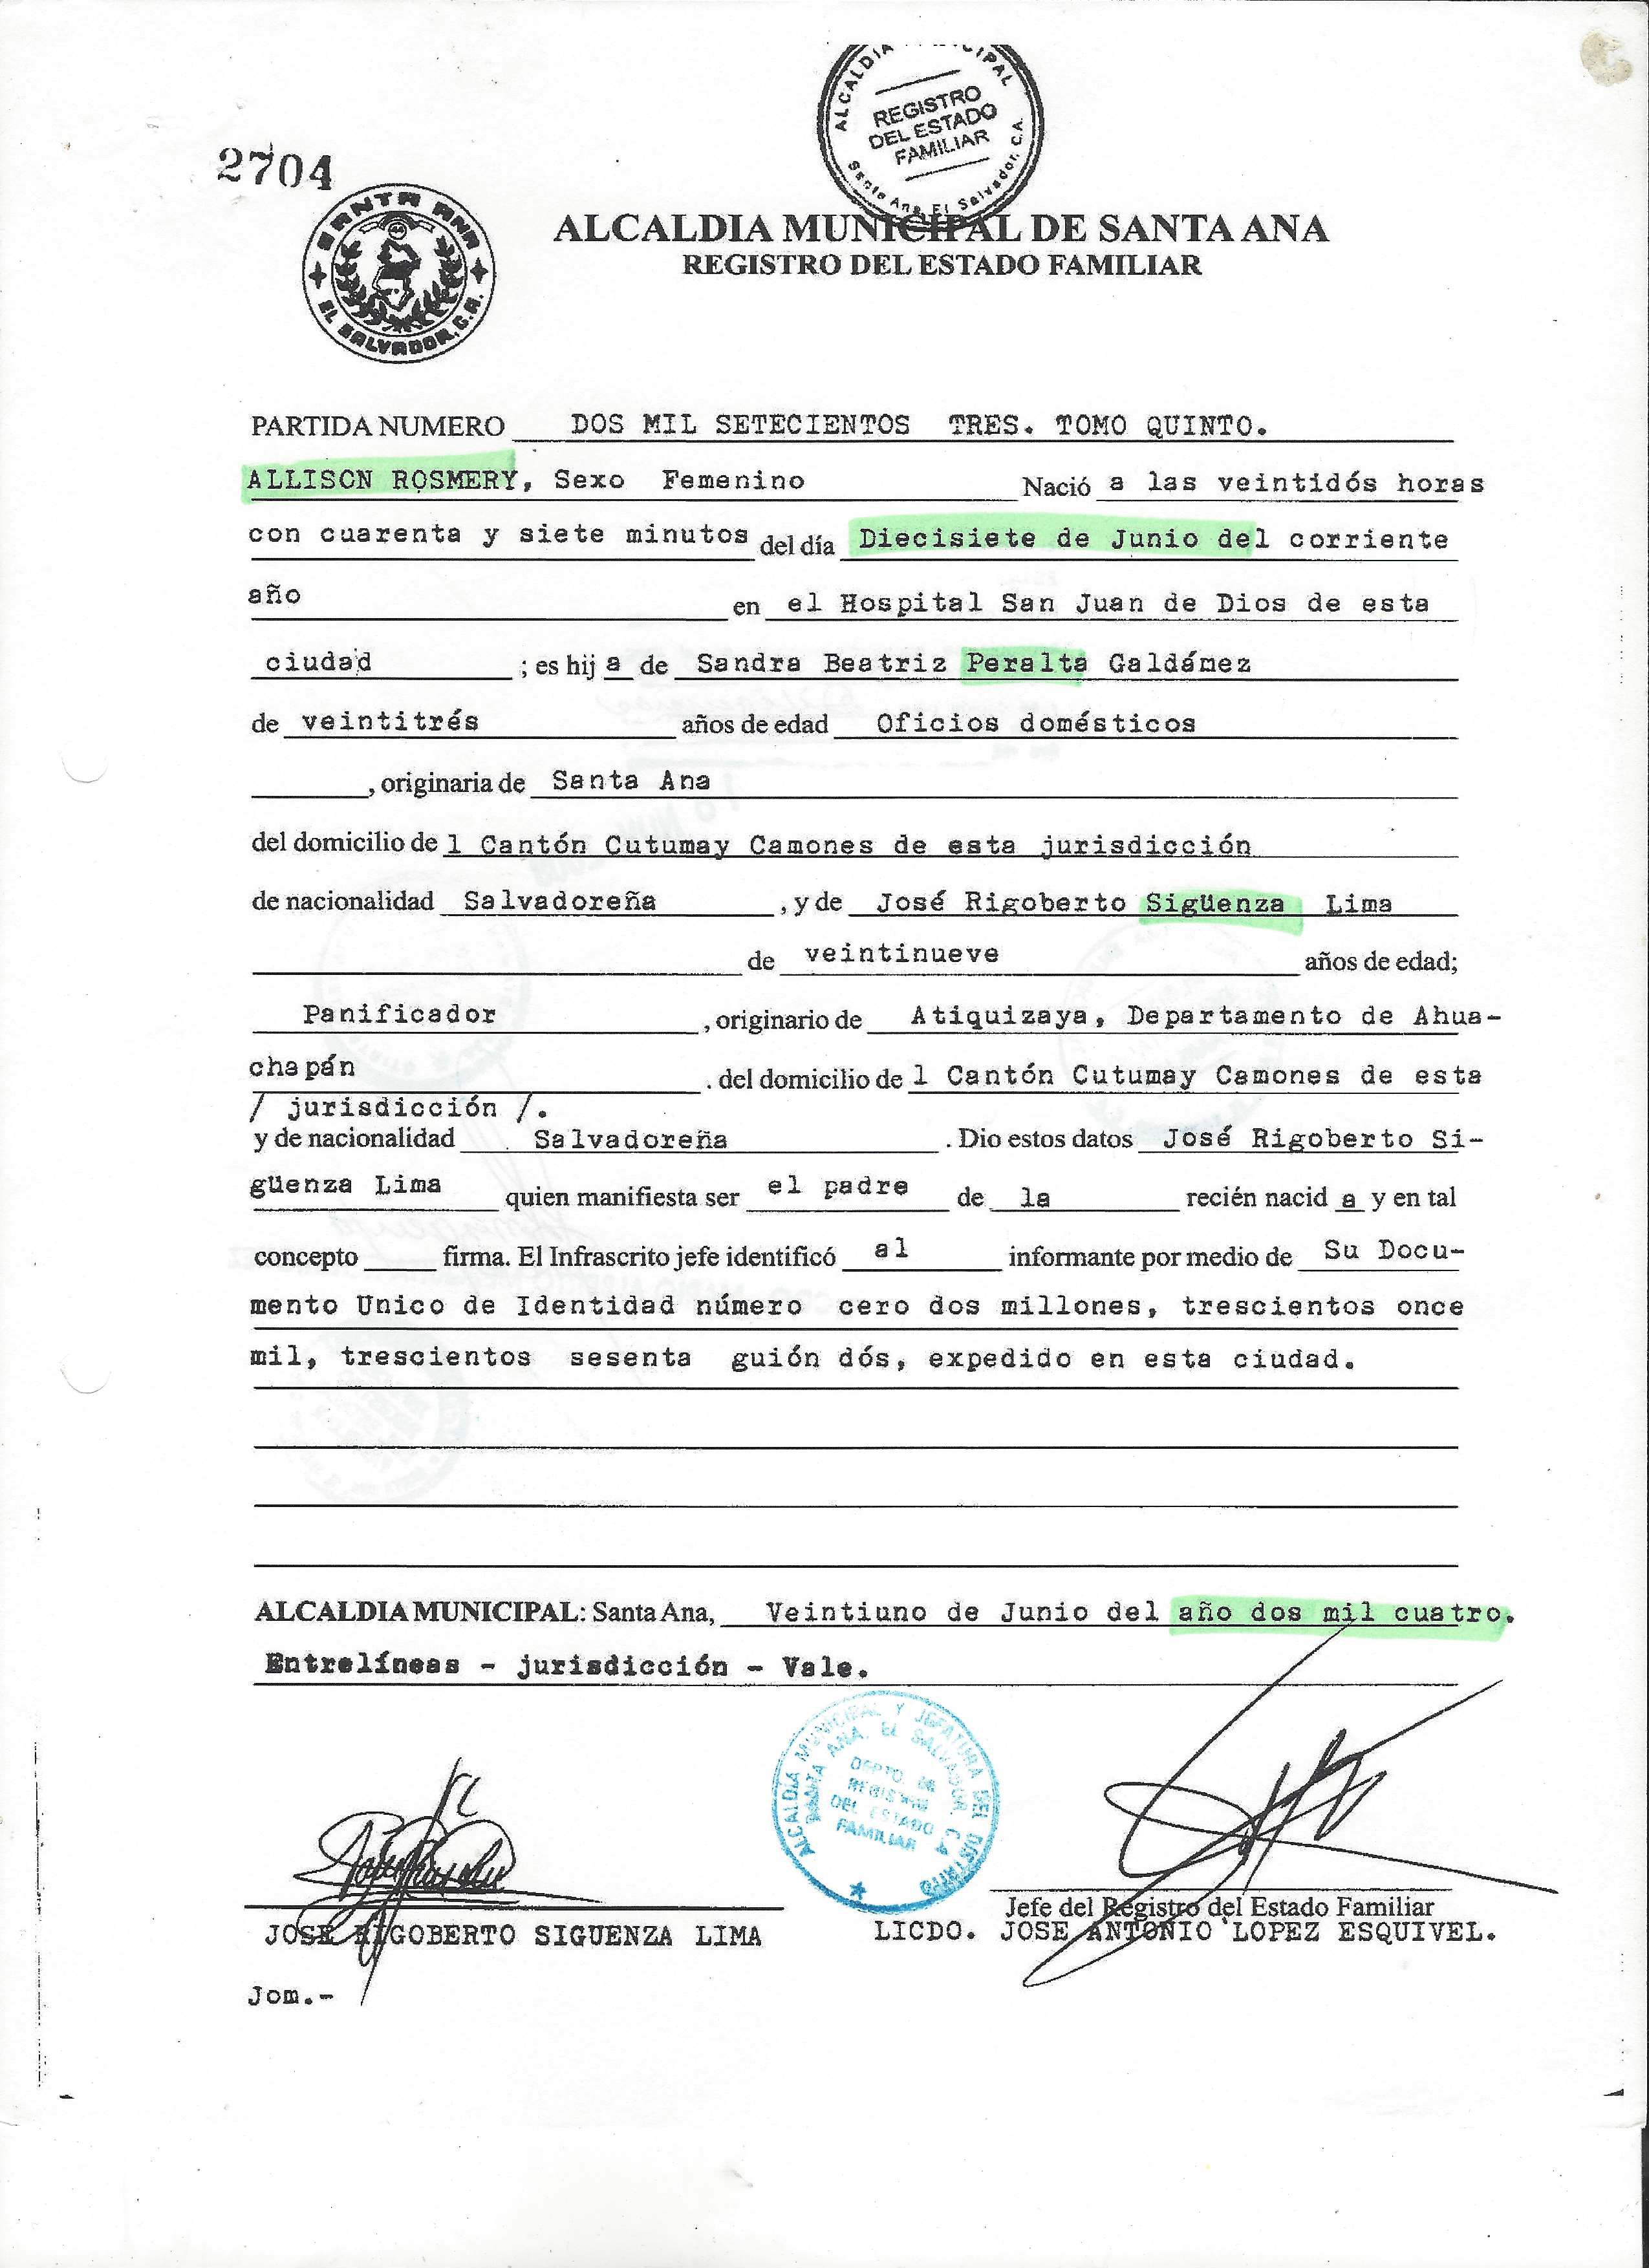 ALCALDIA MUNICIPAL
REGISTRO
DEL ESTADO
FAMILIAR
Santa Ana, El Salvador, C.A.
2704
SANTA ANA
EL SALVADOR, C.A.
ALCALDIA MUNICIPAL DE SANTA ANA
REGISTRO DEL ESTADO FAMILIAR
PARTIDA NUMERO DOS MIL SETECIENTOS TRES. TOMO QUINTO.
ALLISON ROSMERY, Sexo Femenino Nació a las veintidós horas
con cuarenta y siete minutos del día Diecisiete de Junio del corriente
año en el Hospital San Juan de Dios de esta
ciudad ; es hij a de Sandra Beatriz Peralta Galdámez
de veintitrés años de edad Oficios domésticos
, originaria de Santa Ana
del domicilio de l Cantón Cutumay Camones de esta jurisdicción
de nacionalidad Salvadoreña , y de José Rigoberto Sigüenza Lima
de veintinueve años de edad;
Panificador , originario de Atiquizaya, Departamento de Ahua-
chapán . del domicilio de l Cantón Cutumay Camones de esta
/ jurisdicción /.
y de nacionalidad Salvadoreña . Dio estos datos José Rigoberto Si-
güenza Lima quien manifiesta ser el padre de la recién nacid a y en tal
concepto firma. El Infrascrito jefe identificó al informante por medio de Su Docu-
mento Unico de Identidad número cero dos millones, trescientos once
mil, trescientos sesenta guión dós, expedido en esta ciudad.
ALCALDIA MUNICIPAL: Santa Ana, Veintiuno de Junio del año dos mil cuatro.
Entrelíneas - jurisdicción - Vale.
ALCALDÍA MUNICIPAL Y JEFATURA DEL DISTRITO
SANTA ANA, EL SALVADOR, C.A
DEPTO. DE
REGISTRO
DEL ESTADO
FAMILIAR
Jefe del Registro del Estado Familiar
JOSE RIGOBERTO SIGUENZA LIMA LICDO. JOSE ANTONIO LOPEZ ESQUIVEL.
Jom.-